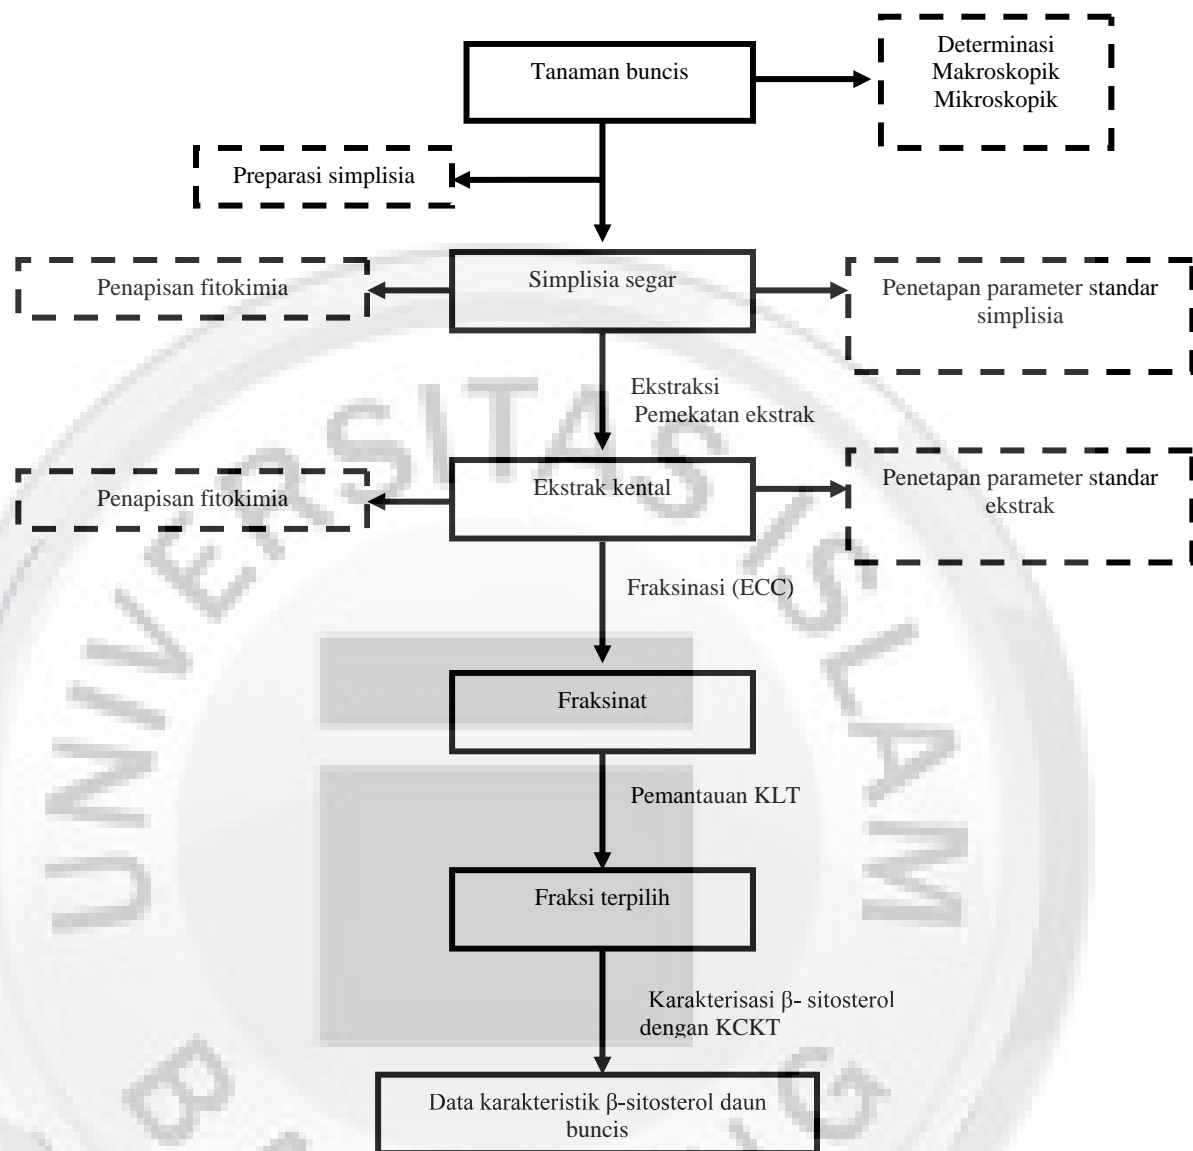 Tanaman buncis
Determinasi
Makroskopik
Mikroskopik
Preparasi simplisia
Penapisan fitokimia
Simplisia segar
Penetapan parameter standar
simplisia
Ekstraksi
Pemekatan ekstrak
Penapisan fitokimia
Ekstrak kental
Penetapan parameter standar
ekstrak
Fraksinasi (ECC)
Fraksinat
Pemantauan KLT
Fraksi terpilih
Karakterisasi β- sitosterol
dengan KCKT
Data karakteristik β-sitosterol daun
buncis
UNIVERSITAS ISLAM